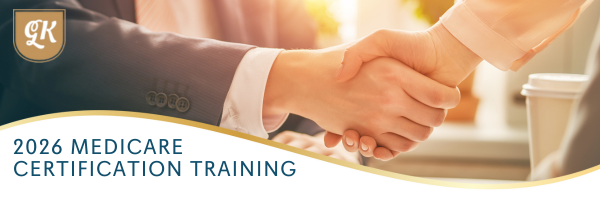 GK
2026 MEDICARE
CERTIFICATION TRAINING